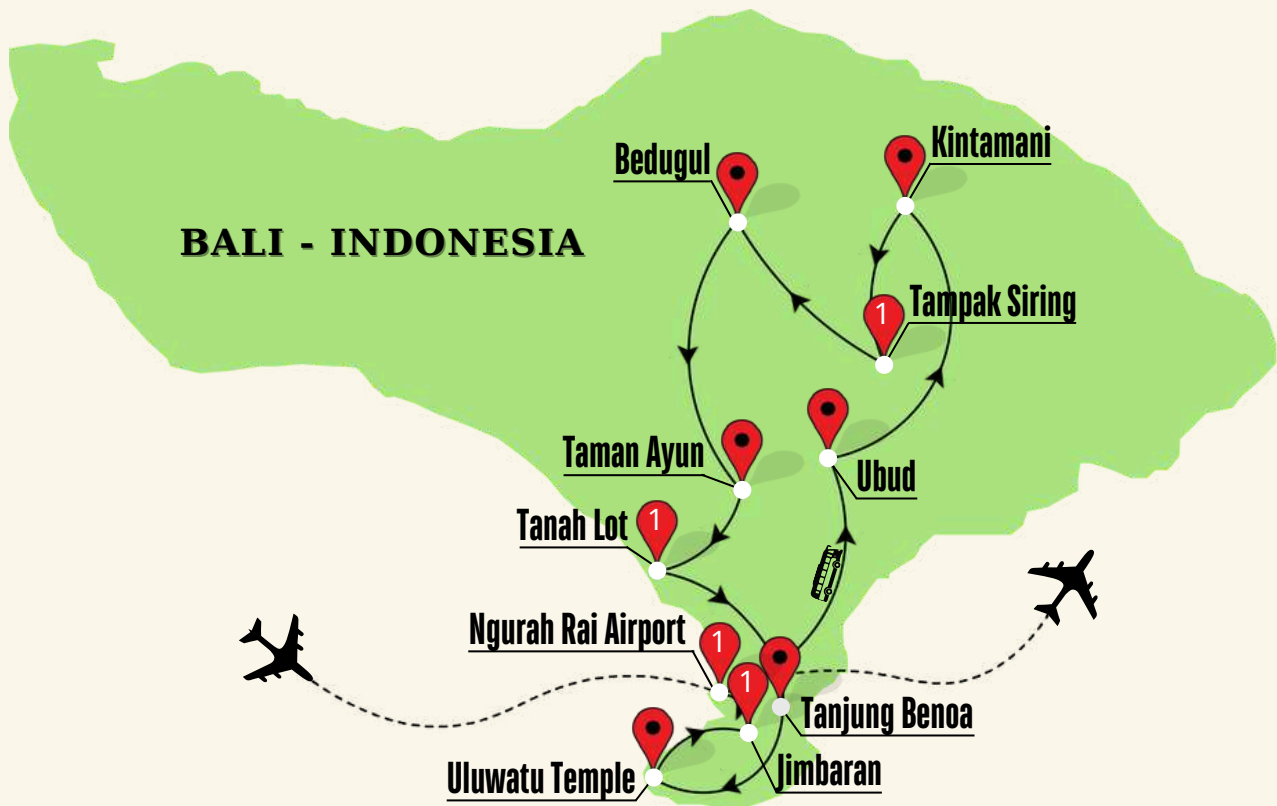 Kintamani
Bedugul
BALI - INDONESIA
1
Tampak Siring
Taman Ayun
Ubud
1
Tanah Lot
Ngurah Rai Airport
1
1
Tanjung Benoa
Jimbaran
Uluwatu Temple